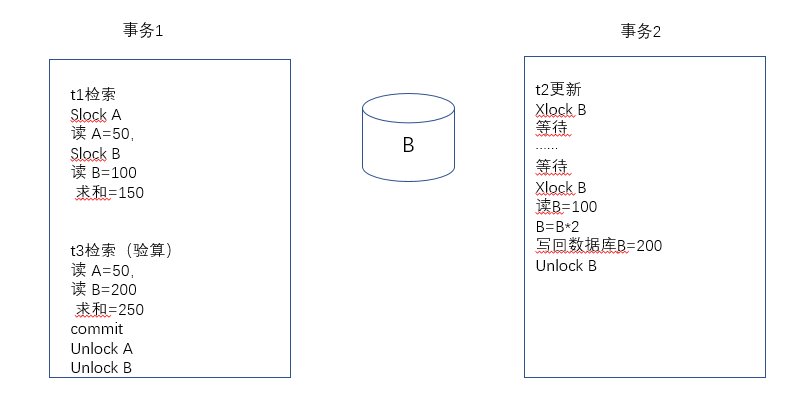 事务1
t1检索
Slock A
读 A=50,
Slock B
读 B=100
求和=150
t3检索（验算）
读 A=50,
读 B=200
求和=250
commit
Unlock A
Unlock B
B
事务2
t2更新
Xlock B
等待
……
等待
Xlock B
读B=100
B=B*2
写回数据库B=200
Unlock B